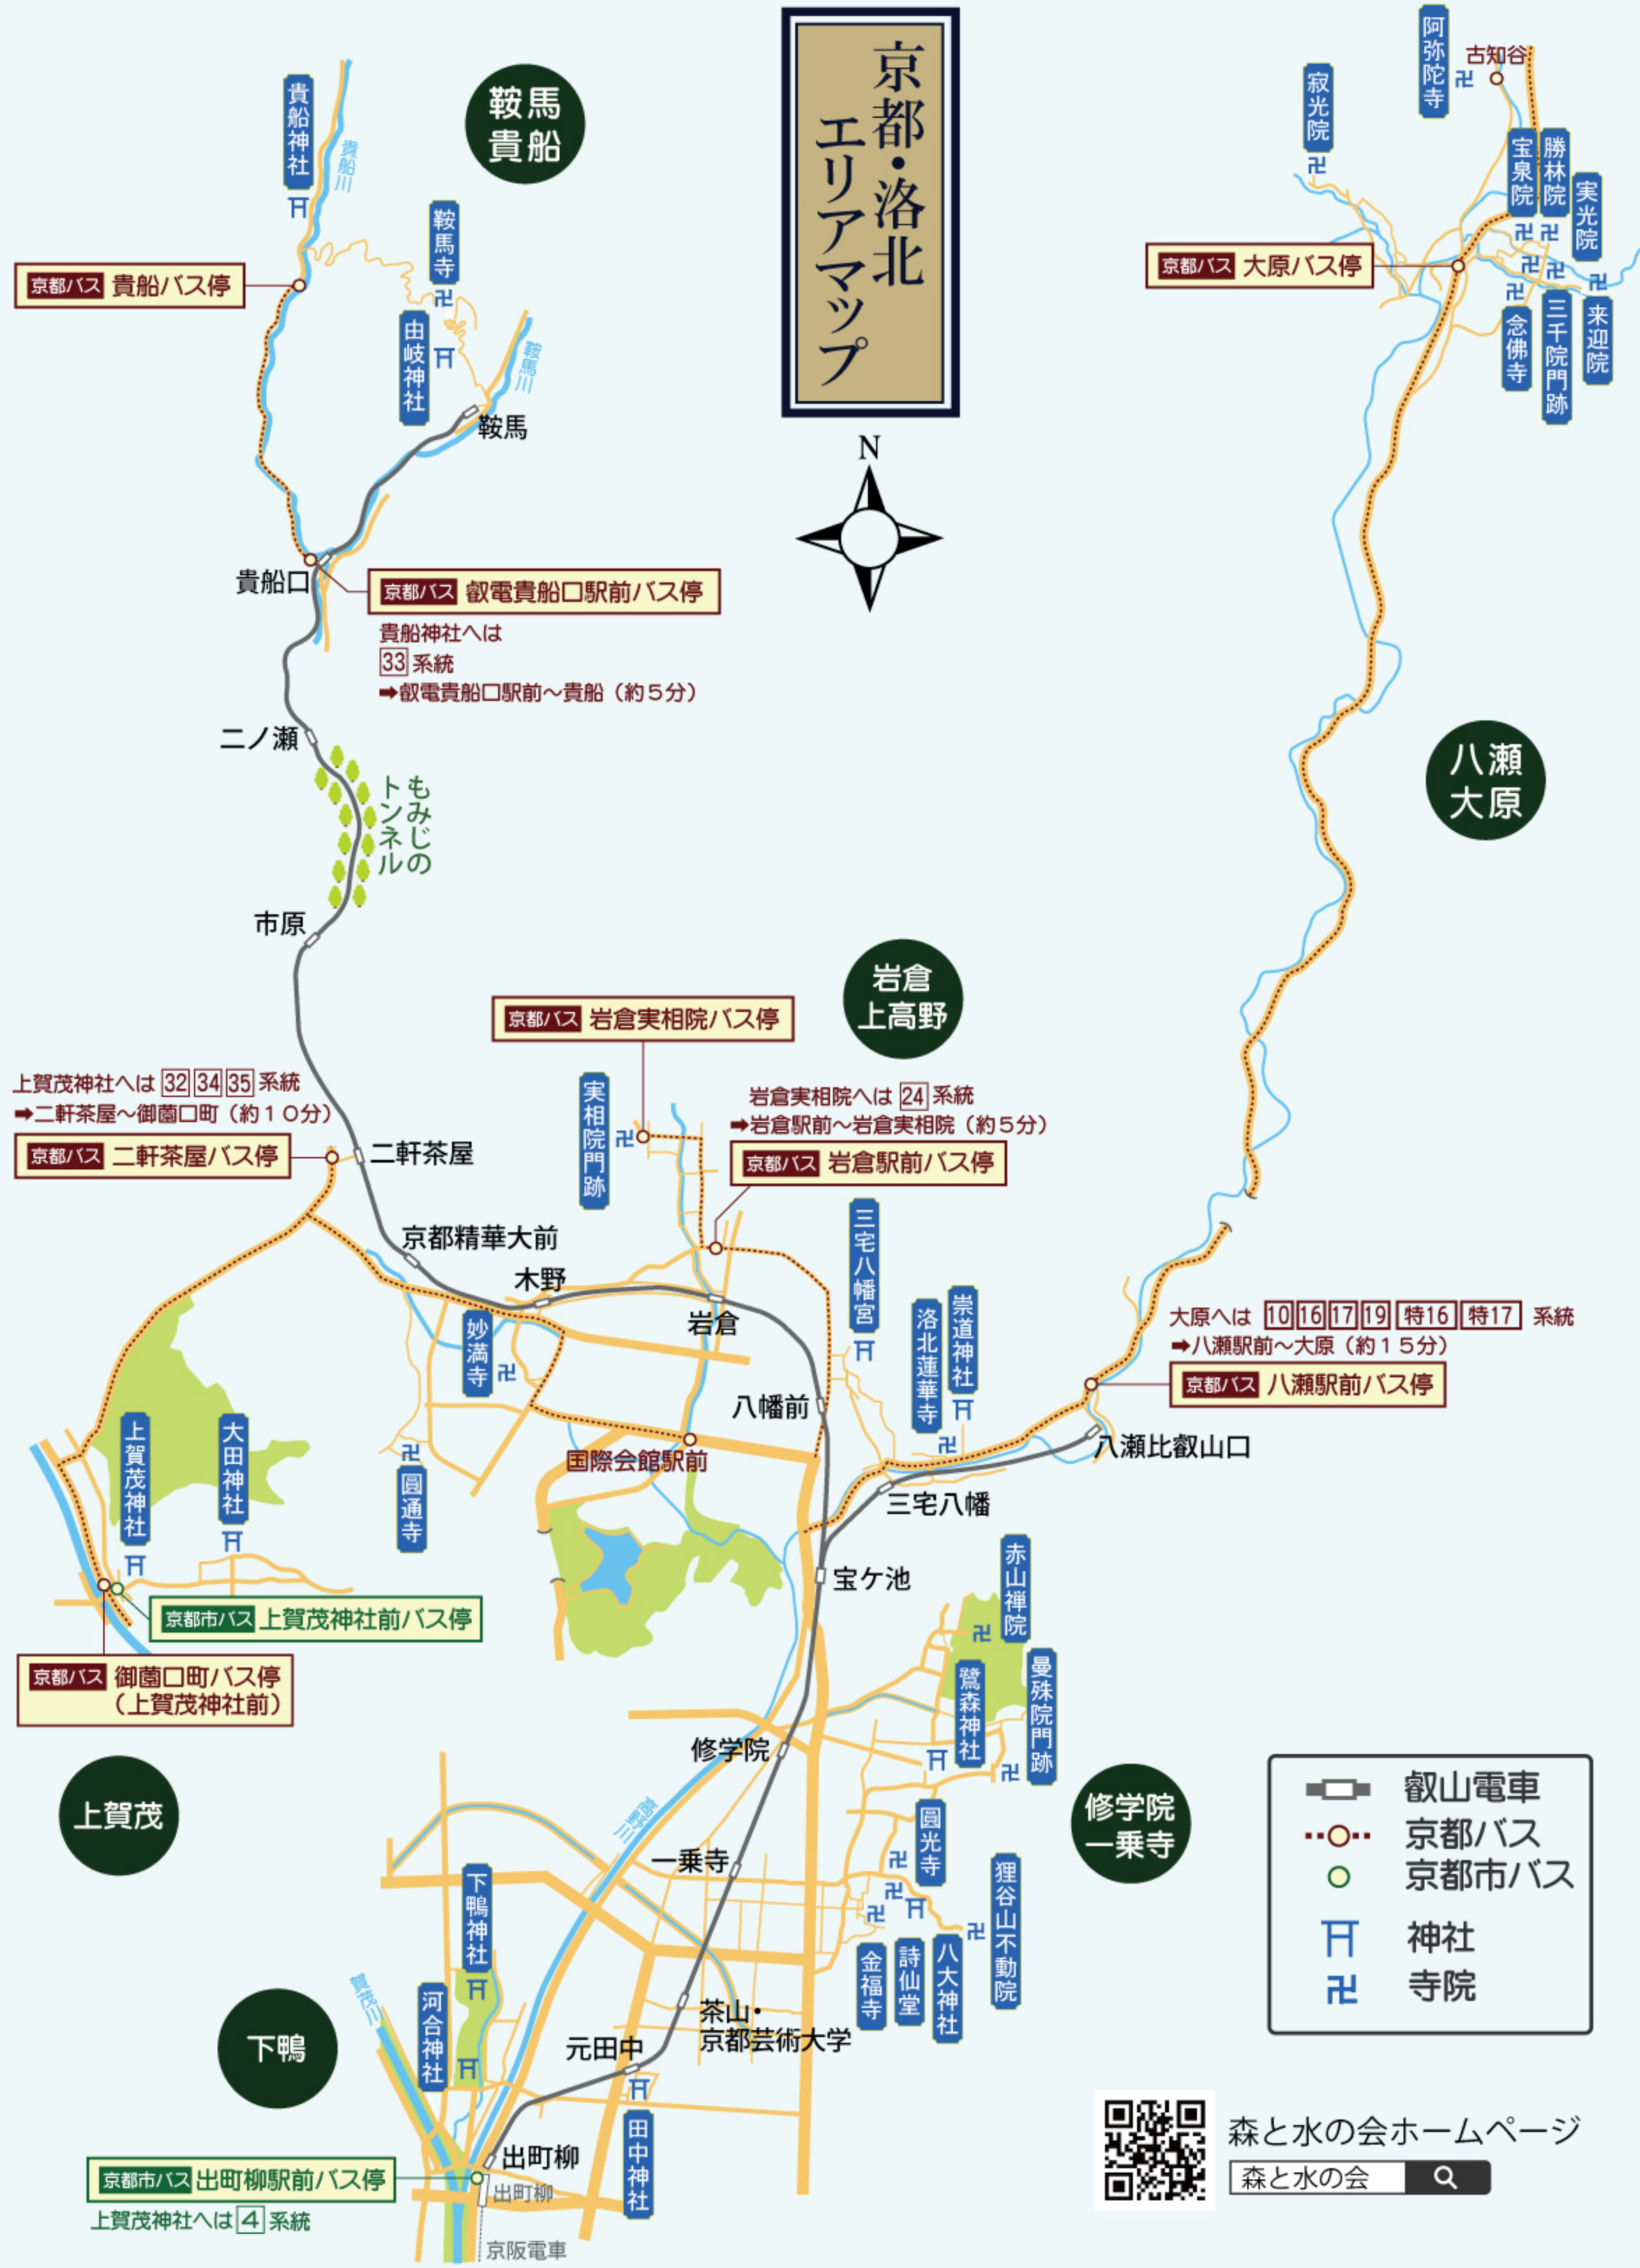 京都・洛北
エリアマップ
鞍馬
貴船
貴船神社
貴船川
鞍馬寺
由岐神社
鞍馬川
鞍馬
京都バス 貴船バス停
貴船口
京都バス 叡電貴船口駅前バス停
貴船神社へは
33 系統
➡叡電貴船口駅前～貴船（約５分）
二ノ瀬
もみじの
トンネル
市原
N
阿弥陀寺
古知谷
寂光院
宝泉院
勝林院
実光院
京都バス 大原バス停
念佛寺
三千院門跡
来迎院
八瀬
大原
岩倉
上高野
京都バス 岩倉実相院バス停
実相院門跡
岩倉実相院へは 24 系統
➡岩倉駅前～岩倉実相院（約５分）
京都バス 岩倉駅前バス停
上賀茂神社へは 32 34 35 系統
➡二軒茶屋～御薗口町（約１０分）
京都バス 二軒茶屋バス停
二軒茶屋
京都精華大前
木野
岩倉
妙満寺
三宅八幡宮
洛北蓮華寺
崇道神社
大原へは 10 16 17 19 特16 特17 系統
➡八瀬駅前～大原（約１５分）
京都バス 八瀬駅前バス停
八幡前
八瀬比叡山口
国際会館駅前
三宅八幡
圓通寺
上賀茂神社
大田神社
宝ケ池
京都市バス 上賀茂神社前バス停
京都バス 御薗口町バス停
（上賀茂神社前）
上賀茂
赤山禅院
曼殊院門跡
鷺森神社
修学院
修学院
一乗寺
高野川
圓光寺
一乗寺
狸谷山不動院
金福寺
詩仙堂
八大神社
下鴨神社
河合神社
賀茂川
下鴨
茶山・
京都芸術大学
元田中
田中神社
出町柳
出町柳
京阪電車
京都市バス 出町柳駅前バス停
上賀茂神社へは 4 系統
叡山電車
京都バス
京都市バス
神社
寺院
森と水の会ホームページ
森と水の会